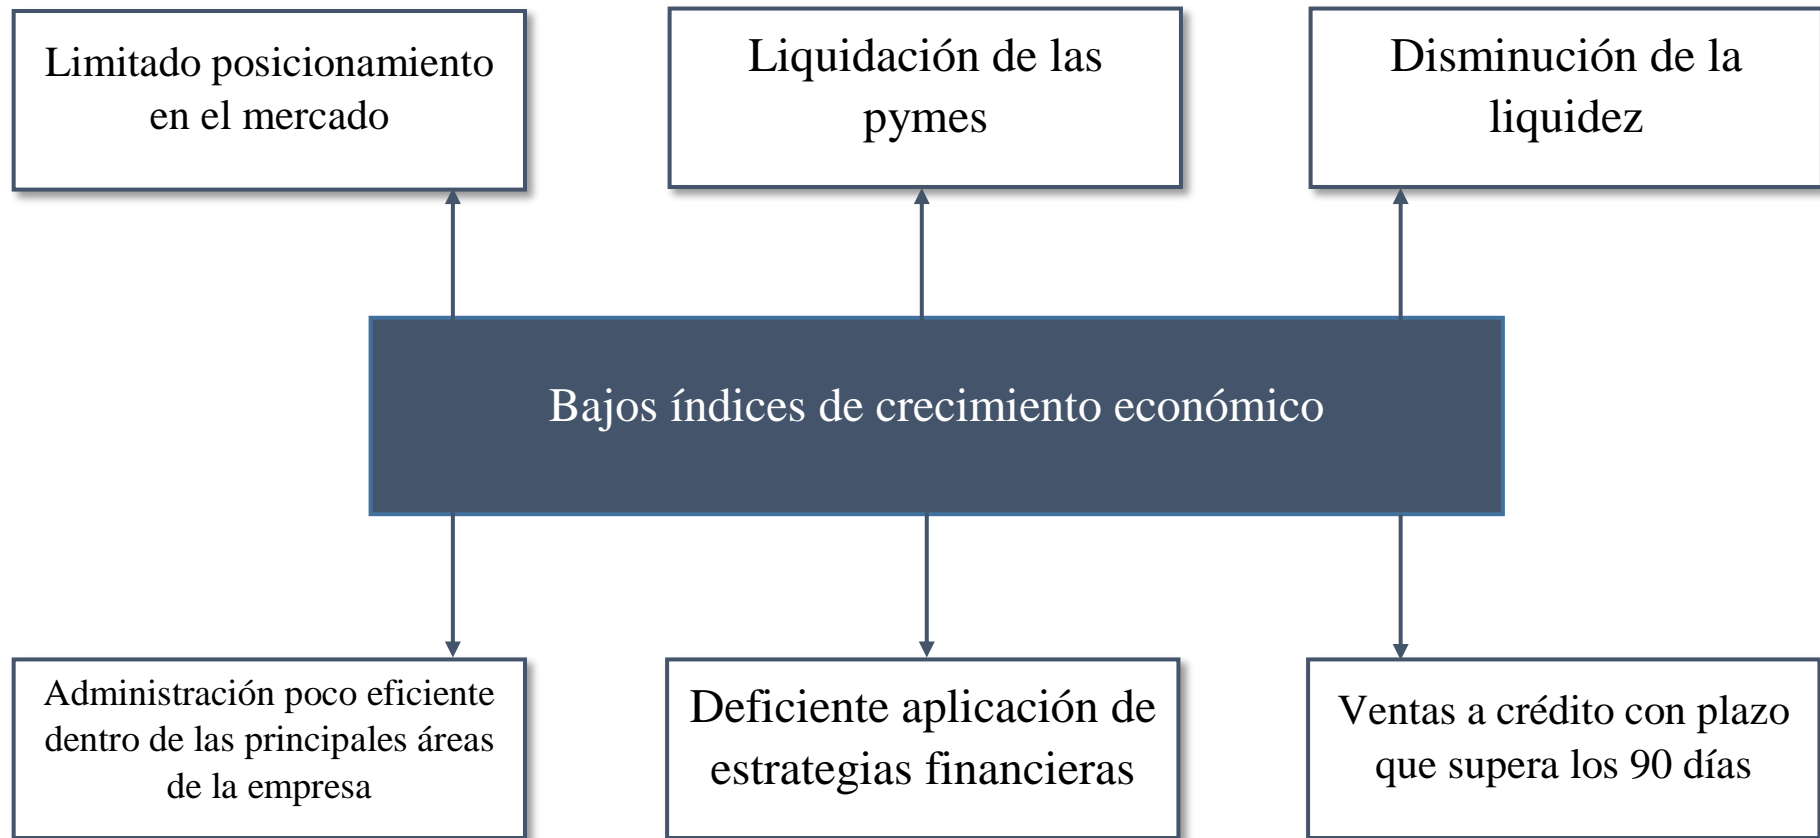 Limitado posicionamiento
en el mercado
Liquidación de las
pymes
Disminución de la
liquidez
Bajos índices de crecimiento económico
Administración poco eficiente
dentro de las principales áreas
de la empresa
Deficiente aplicación de
estrategias financieras
Ventas a crédito con plazo
que supera los 90 días